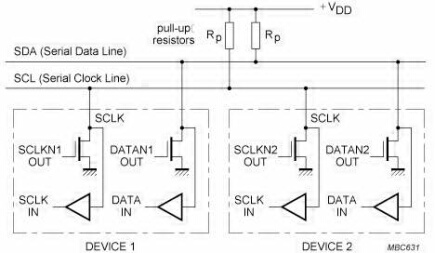 +VDD
pull-up
resistors
Rp
Rp
SDA (Serial Data Line)
SCL (Serial Clock Line)
SCLK
SCLK
SCLKN1
OUT
DATAN1
OUT
SCLKN2
OUT
DATAN2
OUT
SCLK
IN
DATA
IN
SCLK
IN
DATA
IN
DEVICE 1
DEVICE 2
MBC631